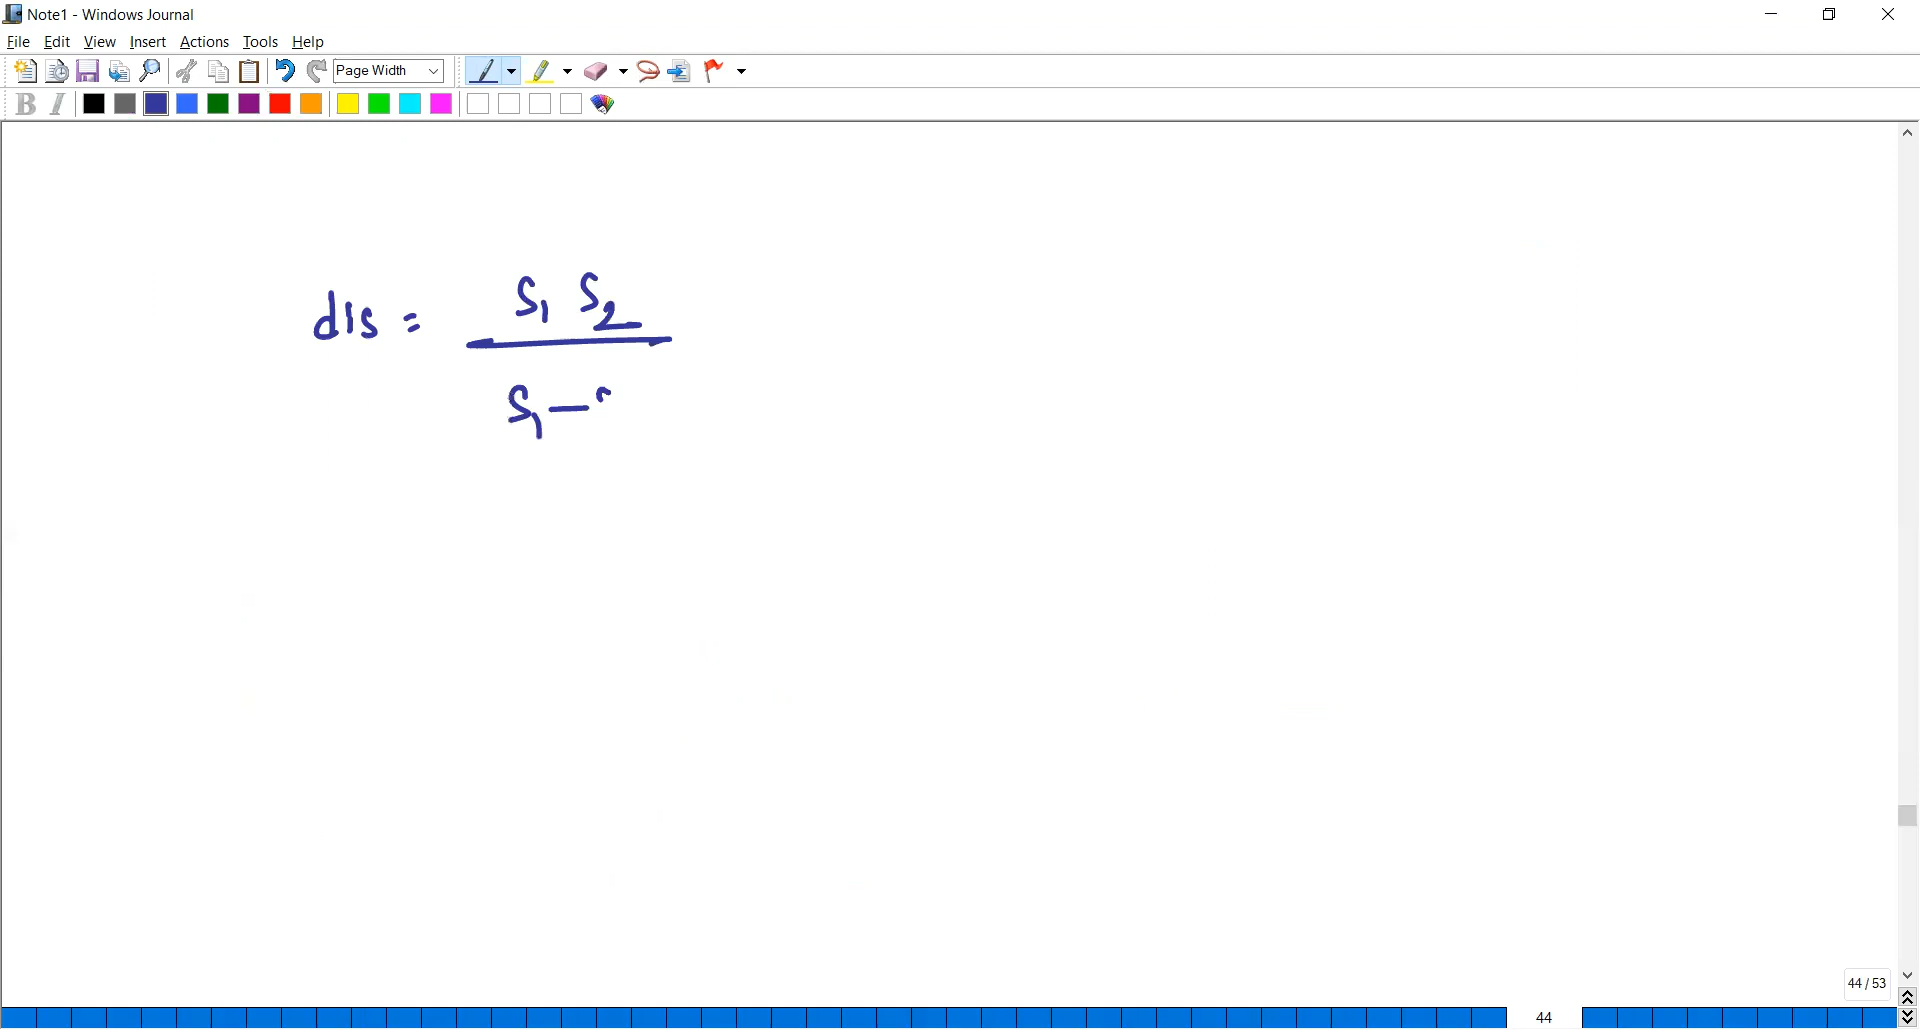 Note1 - Windows Journal
File Edit View Insert Actions Tools Help
Page Width
B I
dis = S₁ S₂
S₁ —
44 / 53
44